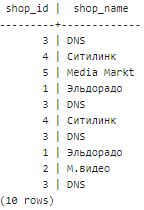 shop_id | shop_name
---------+------------
3 | DNS
4 | Ситилинк
5 | Media Markt
1 | Эльдорадо
3 | DNS
4 | Ситилинк
3 | DNS
1 | Эльдорадо
2 | М.видео
3 | DNS
(10 rows)